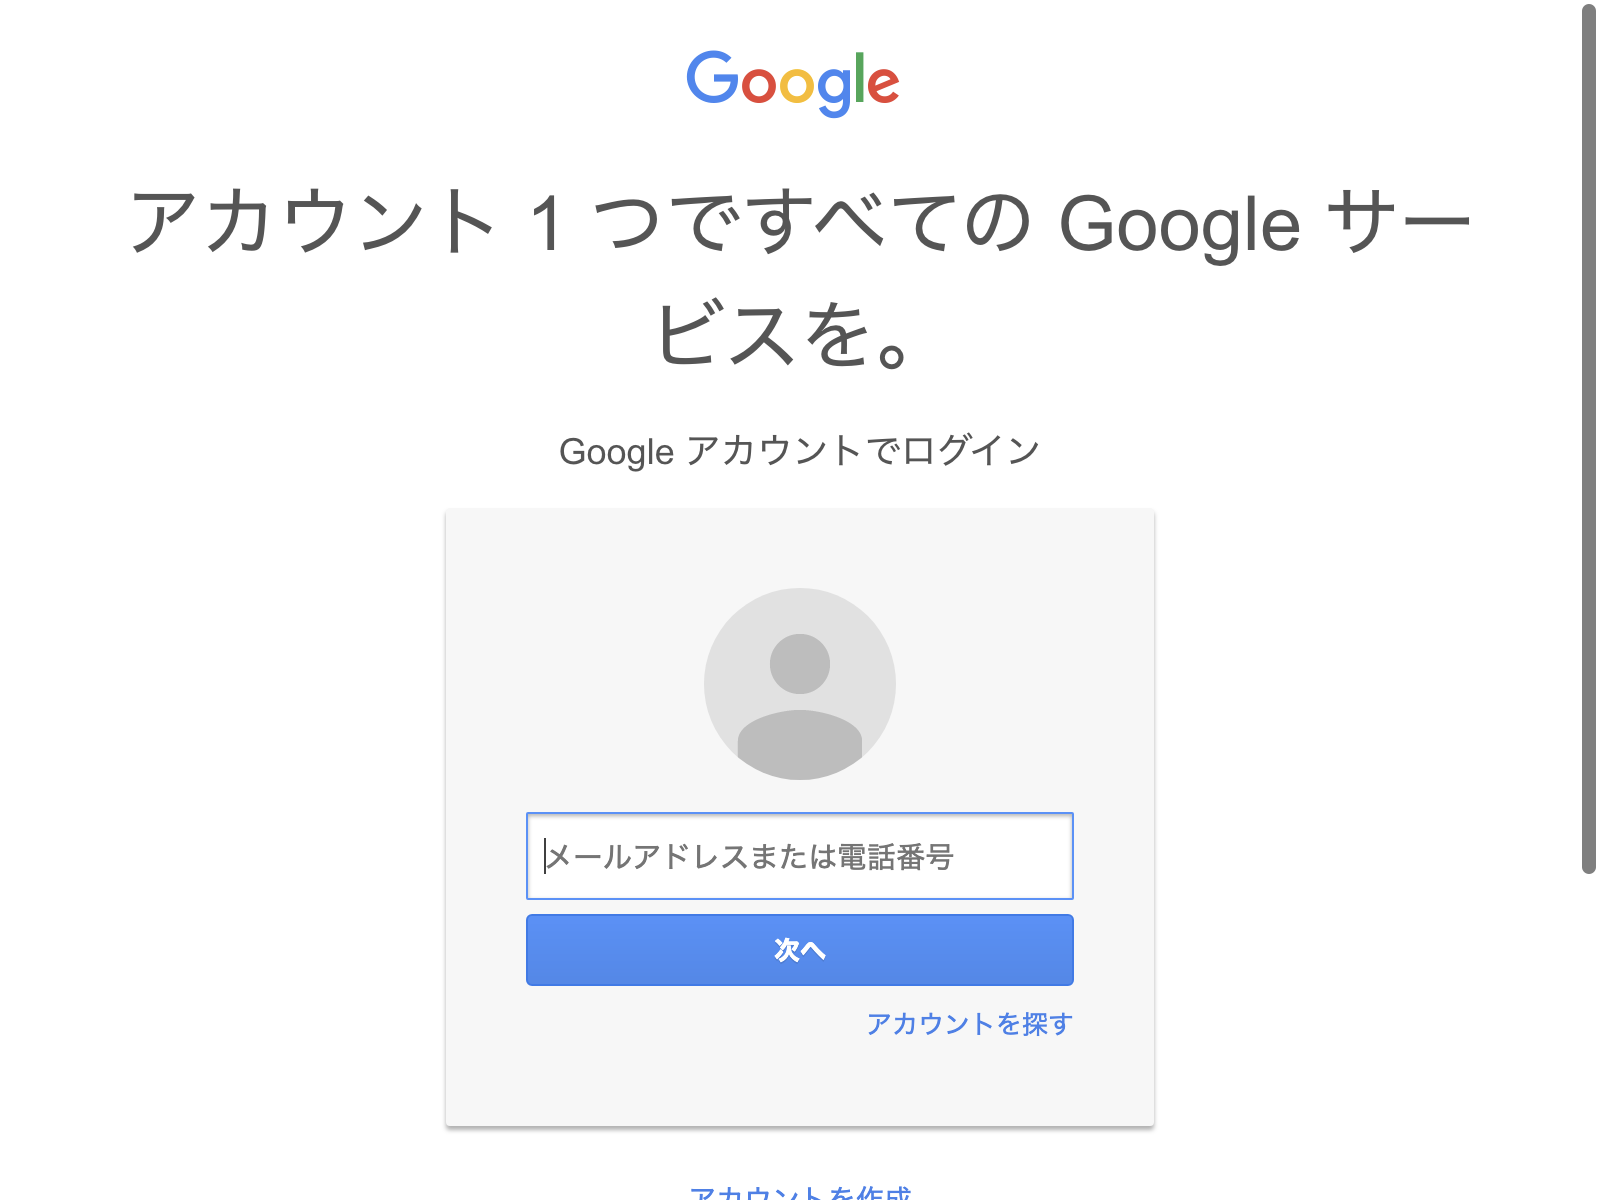 Google
アカウント 1 つですべての Google サー
ビスを。
Google アカウントでログイン
メールアドレスまたは電話番号
次へ
アカウントを探す
アカウントを作成